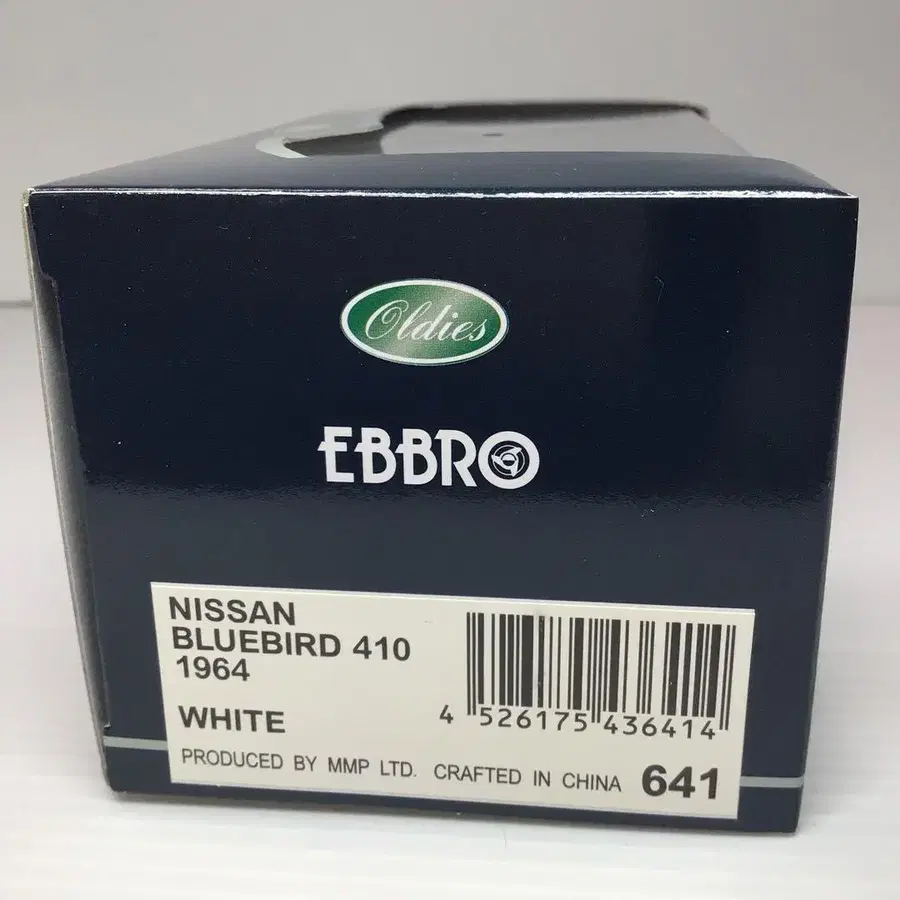 Oldies
EBBRO
NISSAN
BLUEBIRD 410
1964
WHITE
4 526175 436414
PRODUCED BY MMP LTD. CRAFTED IN CHINA 641